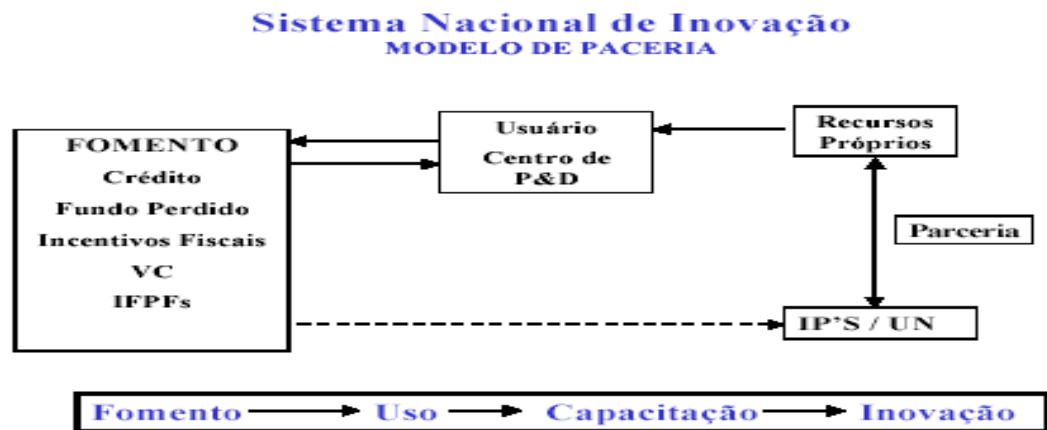 Sistema Nacional de Inovação
MODELO DE PACERIA
FOMENTO
Crédito
Fundo Perdido
Incentivos Fiscais
VC
IFPFs
Usuário
Centro de
P&D
Recursos
Próprios
Parceria
IP'S / UN
Fomento Uso Capacitação Inovação